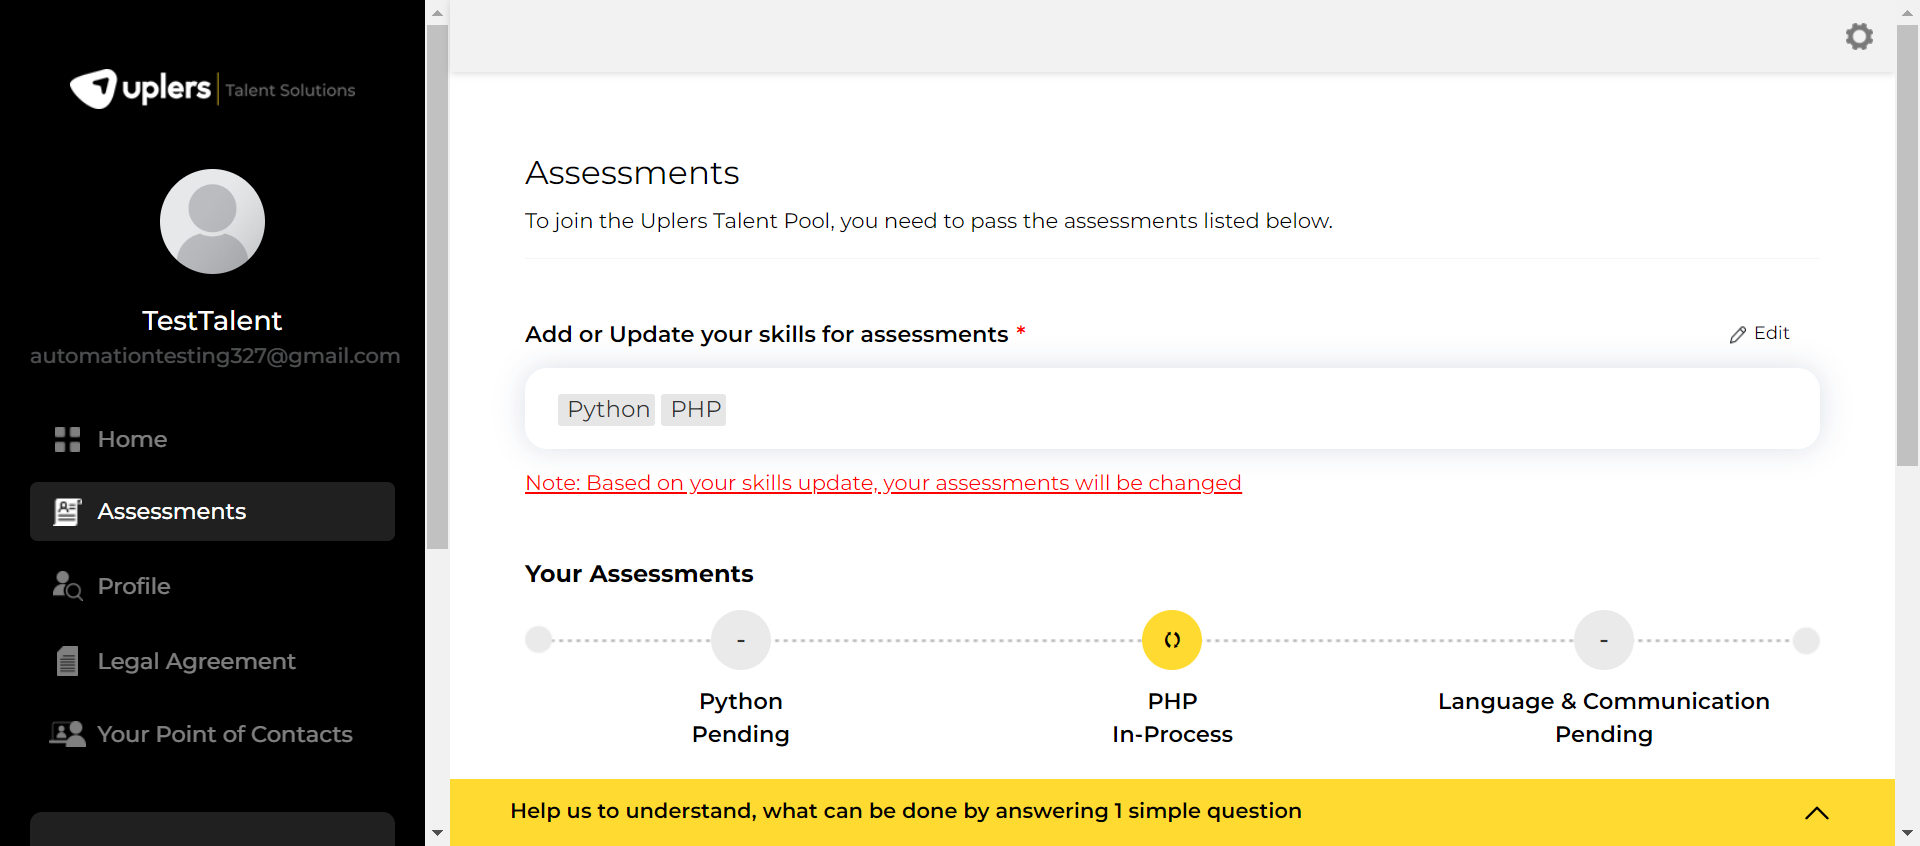 uplers | Talent Solutions
TestTalent
automationtesting327@gmail.com
Home
Assessments
Profile
Legal Agreement
Your Point of Contacts
Assessments
To join the Uplers Talent Pool, you need to pass the assessments listed below.
Add or Update your skills for assessments *
Edit
Python PHP
Note: Based on your skills update, your assessments will be changed
Your Assessments
- -
Python PHP Language & Communication
Pending In-Process Pending
Help us to understand, what can be done by answering 1 simple question